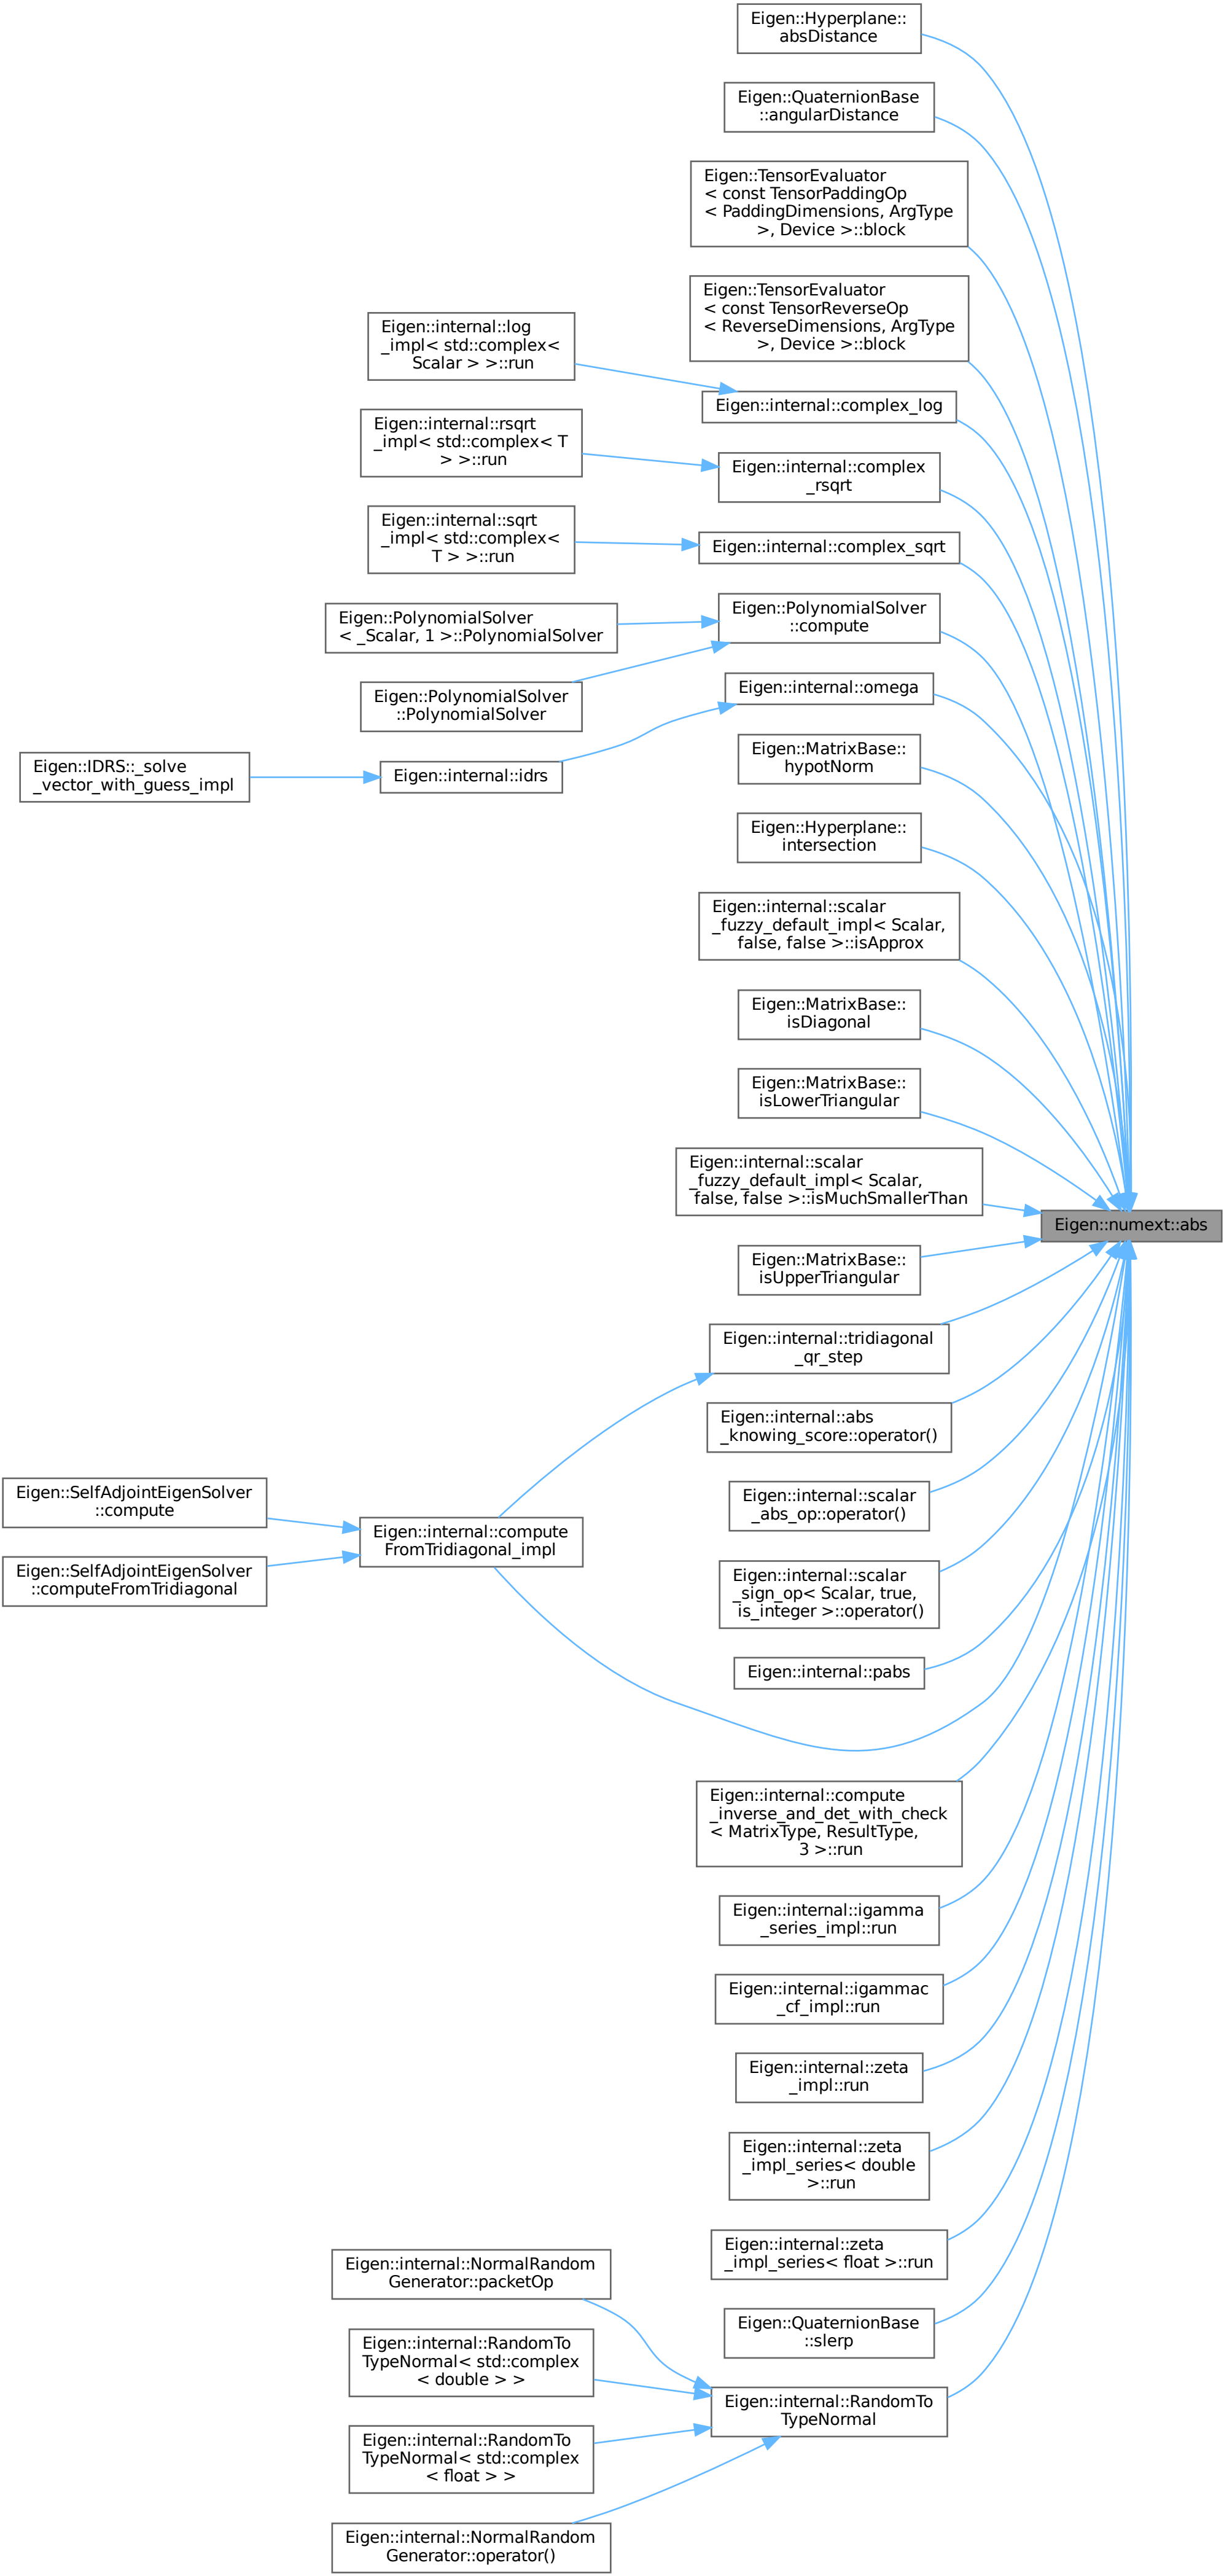 Eigen::Hyperplane::
absDistance
Eigen::QuaternionBase
::angularDistance
Eigen::TensorEvaluator
< const TensorPaddingOp
< PaddingDimensions, ArgType
>, Device >::block
Eigen::TensorEvaluator
< const TensorReverseOp
< ReverseDimensions, ArgType
>, Device >::block
Eigen::internal::log
_impl< std::complex<
Scalar > >::run
Eigen::internal::complex_log
Eigen::internal::rsqrt
_impl< std::complex< T
> >::run
Eigen::internal::complex
_rsqrt
Eigen::internal::sqrt
_impl< std::complex<
T > >::run
Eigen::internal::complex_sqrt
Eigen::PolynomialSolver
< _Scalar, 1 >::PolynomialSolver
Eigen::PolynomialSolver
::compute
Eigen::PolynomialSolver
::PolynomialSolver
Eigen::internal::omega
Eigen::IDRS::_solve
_vector_with_guess_impl
Eigen::internal::idrs
Eigen::MatrixBase::
hypotNorm
Eigen::Hyperplane::
intersection
Eigen::internal::scalar
_fuzzy_default_impl< Scalar,
false, false >::isApprox
Eigen::MatrixBase::
isDiagonal
Eigen::MatrixBase::
isLowerTriangular
Eigen::internal::scalar
_fuzzy_default_impl< Scalar,
false, false >::isMuchSmallerThan
Eigen::numext::abs
Eigen::MatrixBase::
isUpperTriangular
Eigen::internal::tridiagonal
_qr_step
Eigen::internal::abs
_knowing_score::operator()
Eigen::SelfAdjointEigenSolver
::compute
Eigen::internal::scalar
_abs_op::operator()
Eigen::internal::compute
FromTridiagonal_impl
Eigen::SelfAdjointEigenSolver
::computeFromTridiagonal
Eigen::internal::scalar
_sign_op< Scalar, true,
is_integer >::operator()
Eigen::internal::pabs
Eigen::internal::compute
_inverse_and_det_with_check
< MatrixType, ResultType,
3 >::run
Eigen::internal::igamma
_series_impl::run
Eigen::internal::igammac
_cf_impl::run
Eigen::internal::zeta
_impl::run
Eigen::internal::zeta
_impl_series< double
>::run
Eigen::internal::zeta
_impl_series< float >::run
Eigen::internal::NormalRandom
Generator::packetOp
Eigen::QuaternionBase
::slerp
Eigen::internal::RandomTo
TypeNormal< std::complex
< double > >
Eigen::internal::RandomTo
TypeNormal
Eigen::internal::RandomTo
TypeNormal< std::complex
< float > >
Eigen::internal::NormalRandom
Generator::operator()